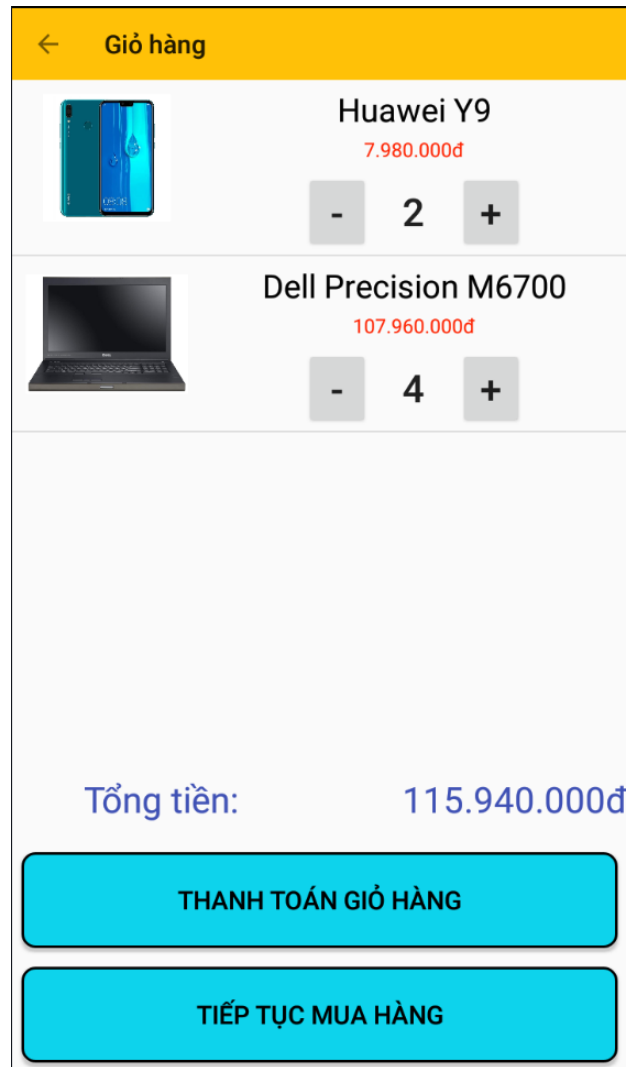 Giỏ hàng
Huawei Y9
7.980.000đ
- 2 +
Dell Precision M6700
107.960.000đ
- 4 +
Tổng tiền: 115.940.000đ
THANH TOÁN GIỎ HÀNG
TIẾP TỤC MUA HÀNG